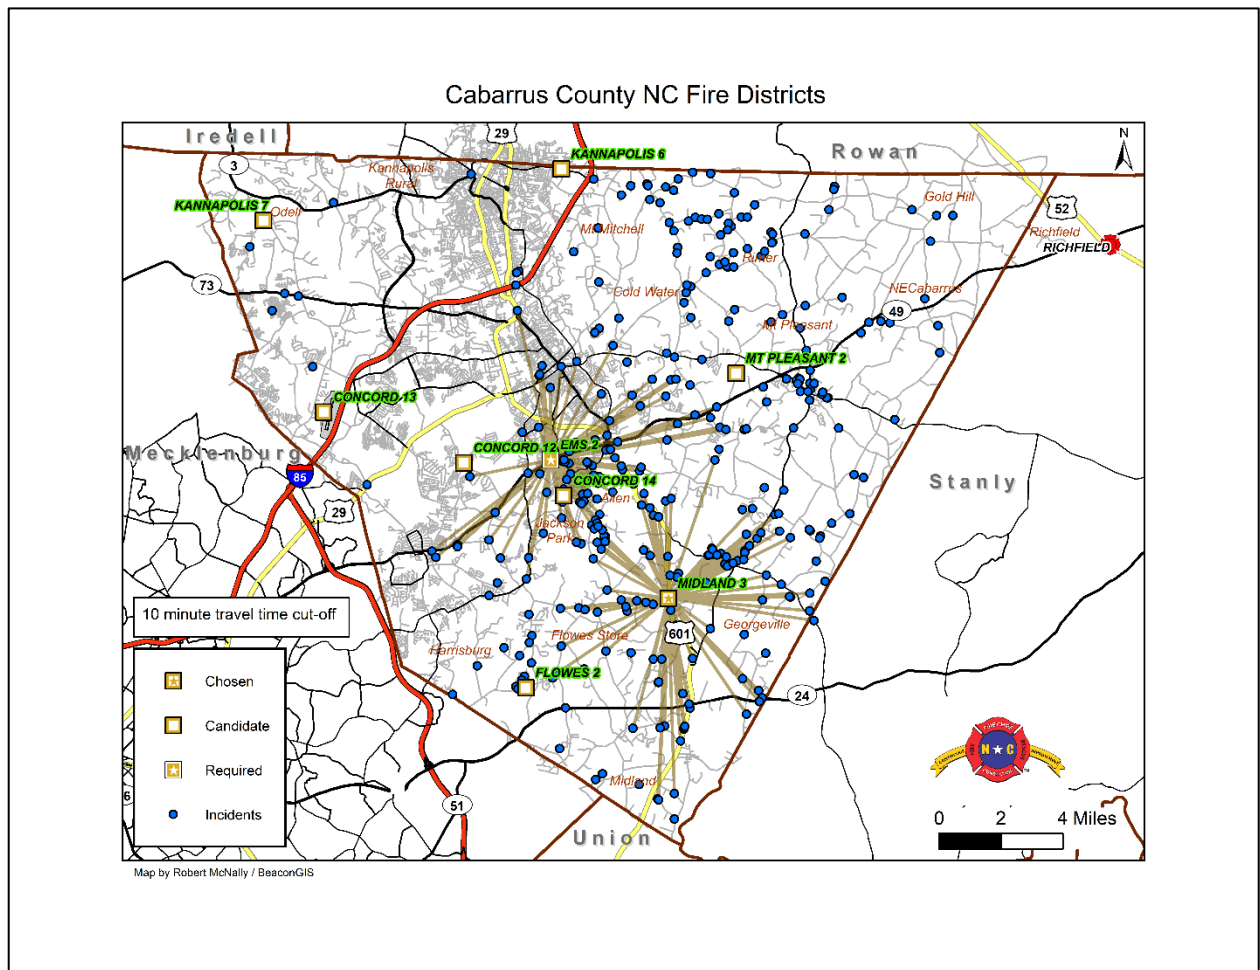 Cabarrus County NC Fire Districts
Iredell
29
N
Rowan
3
Kannapolis
Rural
KANNAPOLIS 6
Gold Hill
KANNAPOLIS 7
Odell
52
McMitchell
Richfield
RICHFIELD
Rimer
73
Cold Water
NECabarrus
Mt Pleasant
49
MT PLEASANT 2
CONCORD 13
Mecklenburg
CONCORD 12
EMS 2
85
CONCORD 14
Stanly
Allen
29
Jackson
Park
MIDLAND 3
10 minute travel time cut-off
Georgeville
Flowes Store
601
Harrisburg
FLOWES 2
Chosen
24
Candidate
N C
Required
Midland
6
51
Incidents
0 2 4 Miles
Union
Map by Robert McNally / BeaconGIS